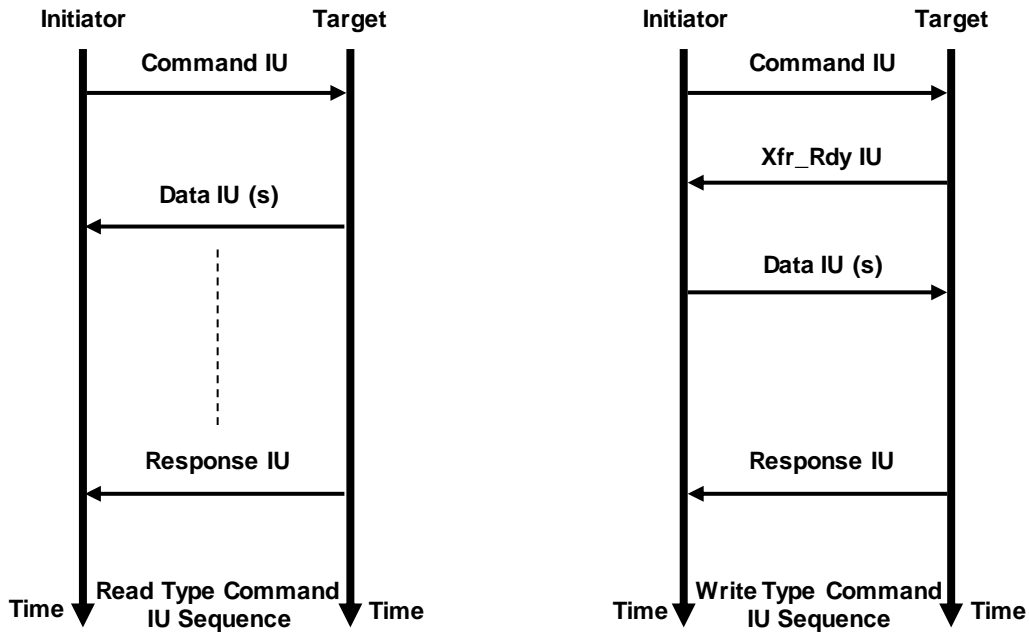 Initiator
Target
Command IU
Data IU (s)
Response IU
Time
Read Type Command
IU Sequence
Time
Initiator
Target
Command IU
Xfr_Rdy IU
Data IU (s)
Response IU
Time
Write Type Command
IU Sequence
Time